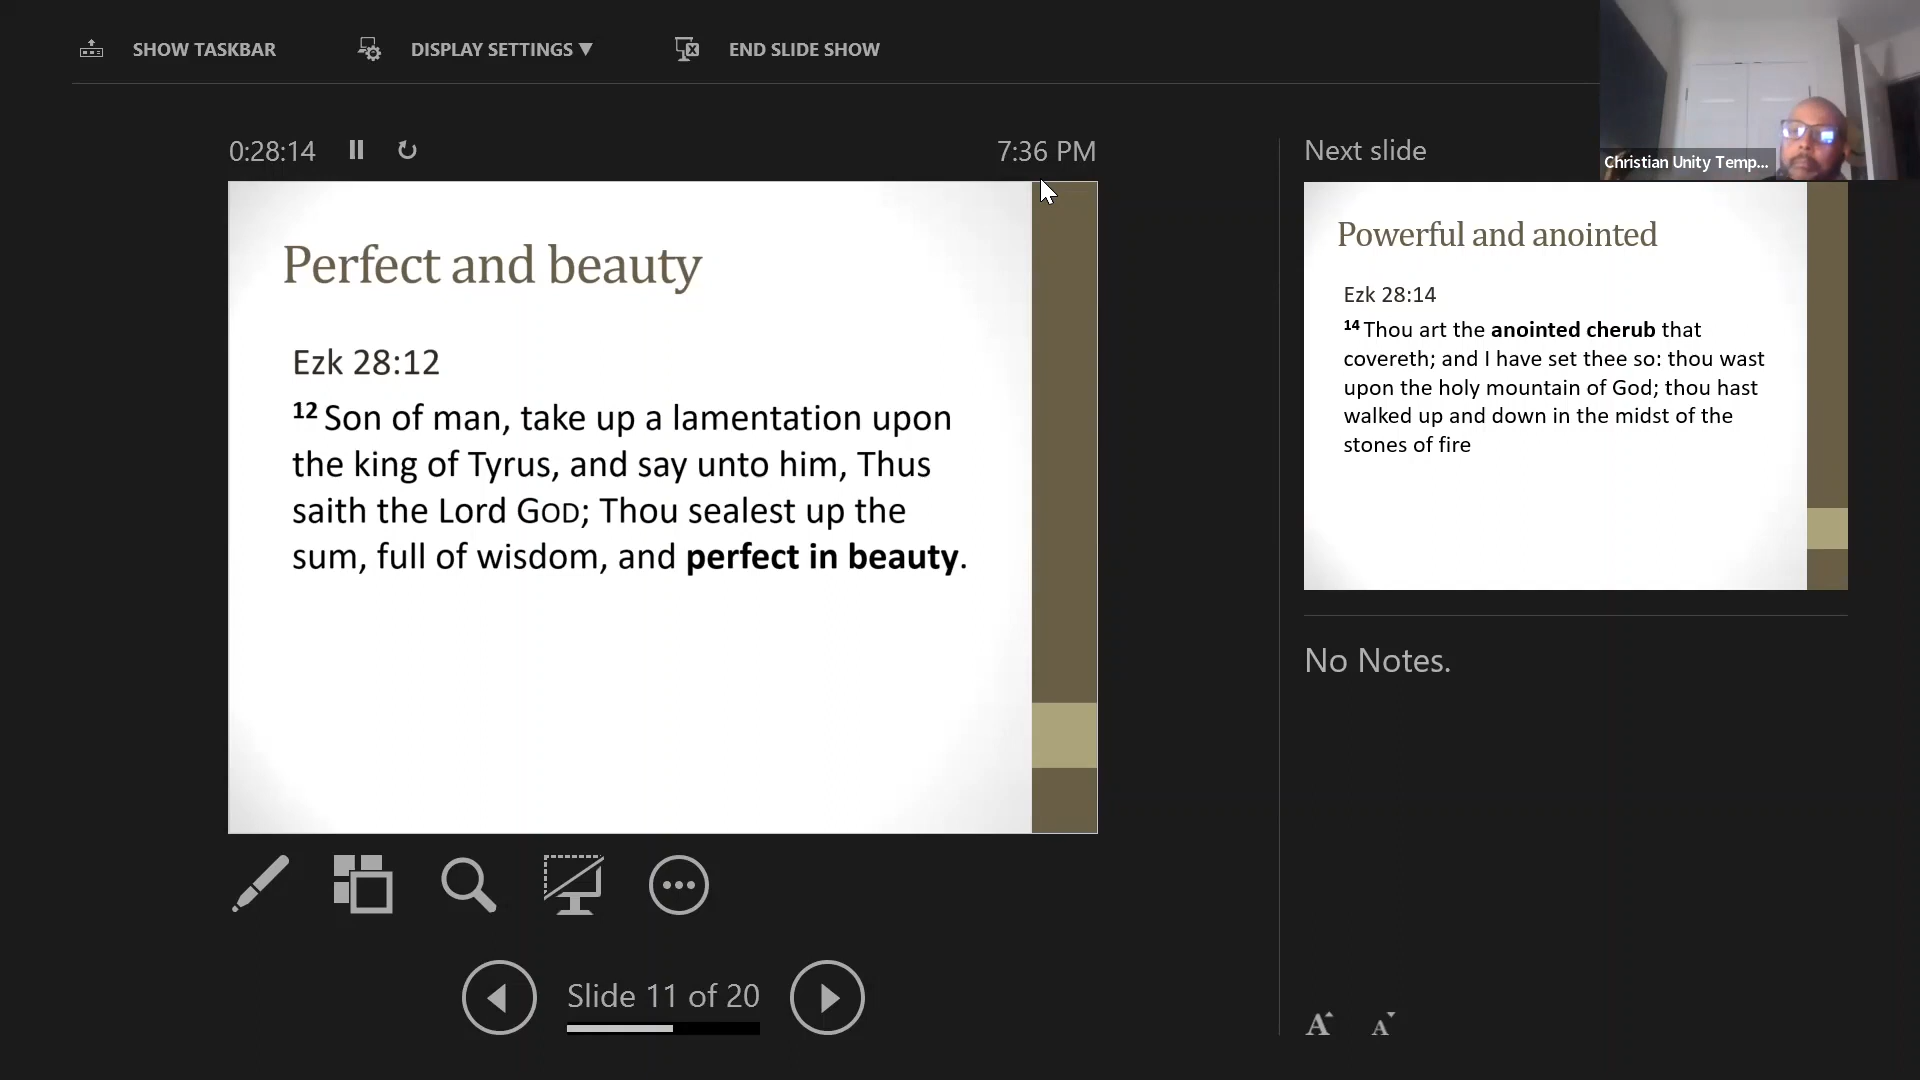 SHOW TASKBAR
DISPLAY SETTINGS ▼
END SLIDE SHOW
Christian Unity Temp...
0:28:14
7:36 PM
Perfect and beauty
Ezk 28:12
12 Son of man, take up a lamentation upon
the king of Tyrus, and say unto him, Thus
saith the Lord GOD; Thou sealest up the
sum, full of wisdom, and perfect in beauty.
Slide 11 of 20
Next slide
Powerful and anointed
Ezk 28:14
14 Thou art the anointed cherub that
covereth; and I have set thee so: thou wast
upon the holy mountain of God; thou hast
walked up and down in the midst of the
stones of fire
No Notes.
A A